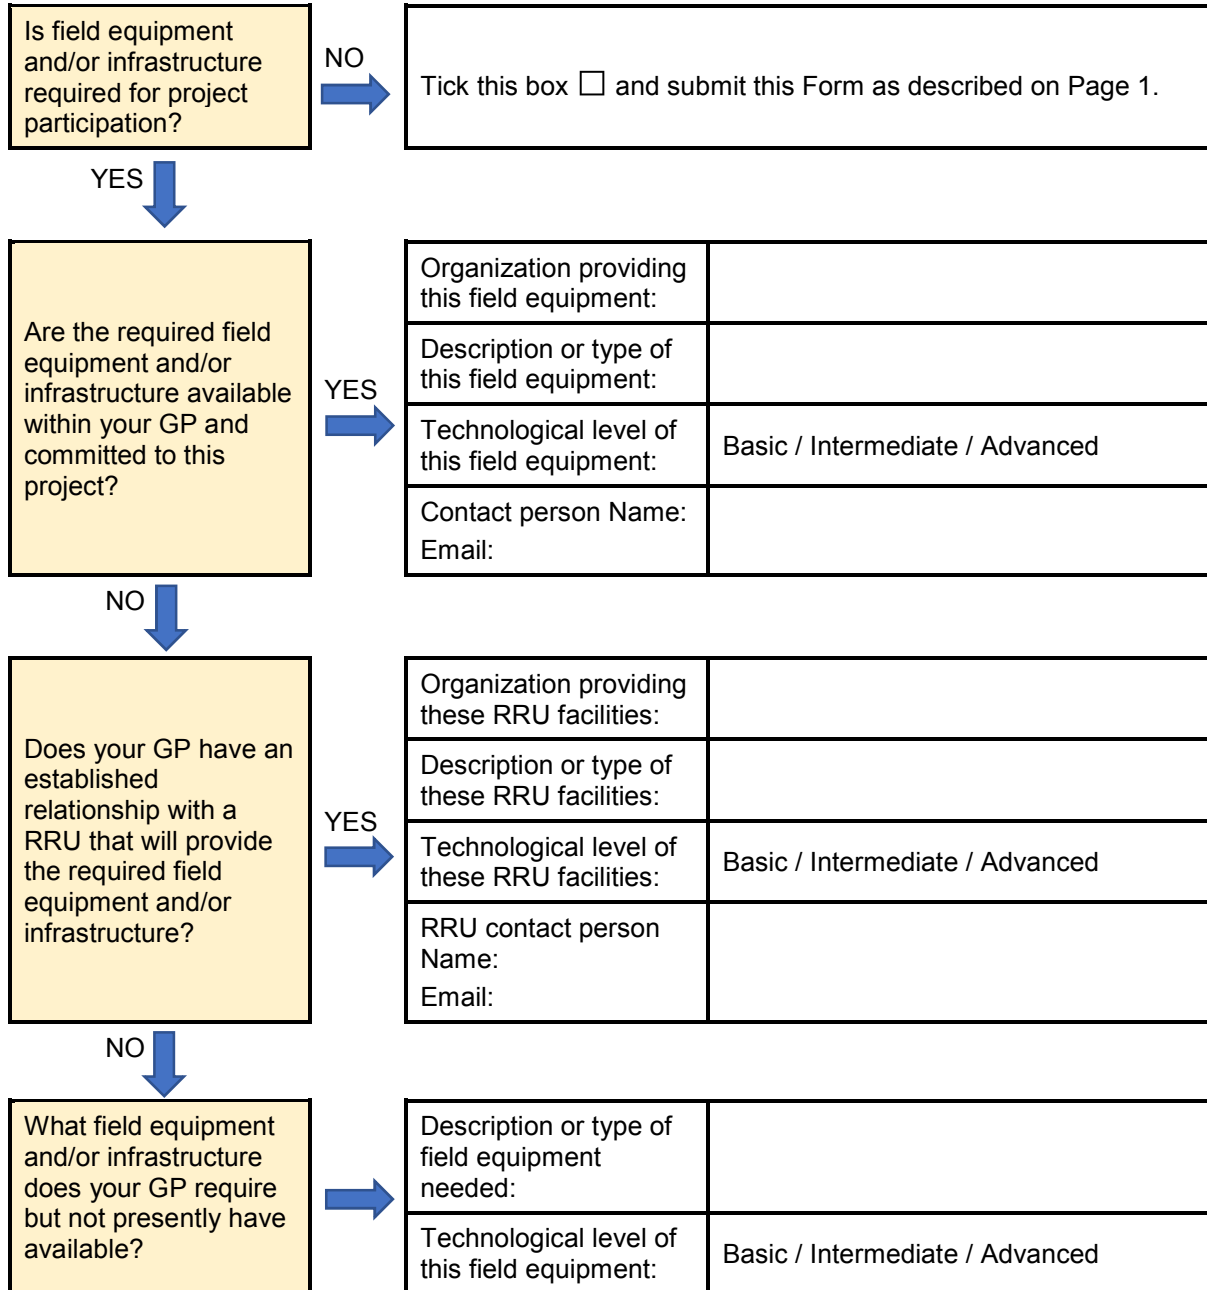 Is field equipment
and/or infrastructure
required for project
participation?
NO
Tick this box ☐ and submit this Form as described on Page 1.
YES
Are the required field
equipment and/or
infrastructure available
within your GP and
committed to this
project?
YES
Organization providing
this field equipment:
Description or type of
this field equipment:
Technological level of
this field equipment:
Basic / Intermediate / Advanced
Contact person Name:
Email:
NO
Does your GP have an
established
relationship with a
RRU that will provide
the required field
equipment and/or
infrastructure?
YES
Organization providing
these RRU facilities:
Description or type of
these RRU facilities:
Technological level of
these RRU facilities:
Basic / Intermediate / Advanced
RRU contact person
Name:
Email:
NO
What field equipment
and/or infrastructure
does your GP require
but not presently have
available?
Description or type of
field equipment
needed:
Technological level of
this field equipment:
Basic / Intermediate / Advanced